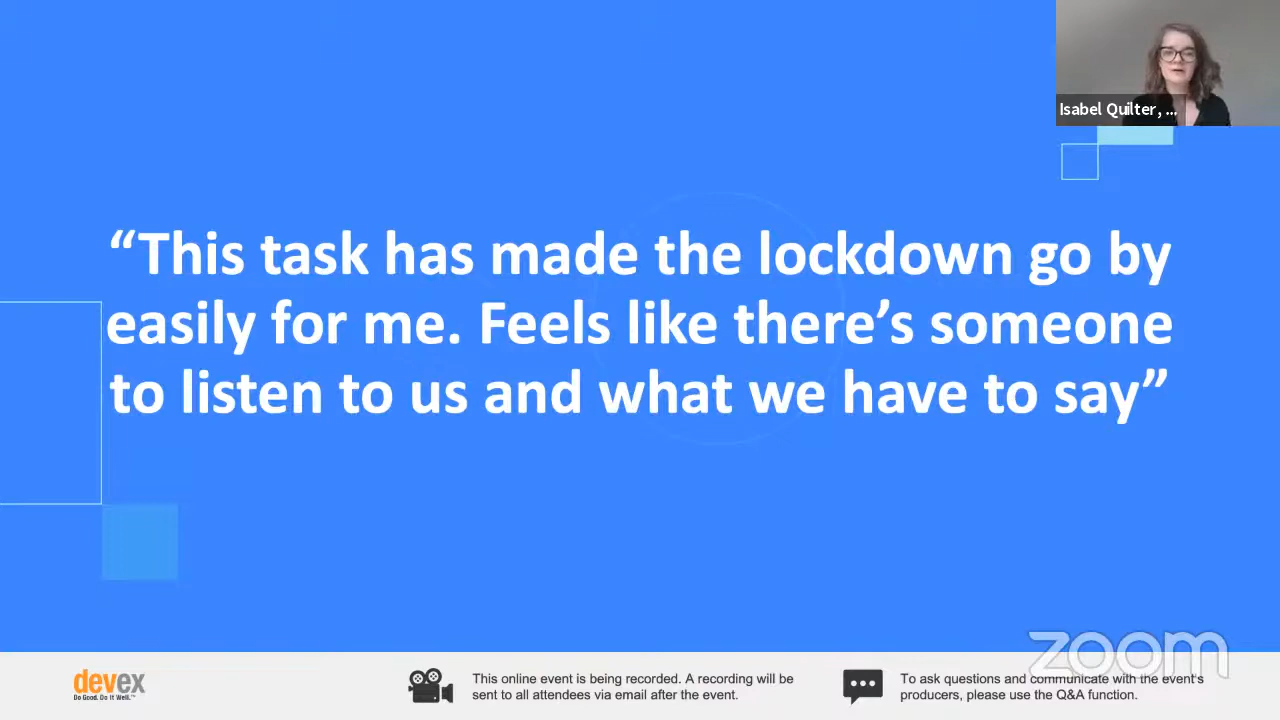 Isabel Quilter, ...
“This task has made the lockdown go by
easily for me. Feels like there’s someone
to listen to us and what we have to say”
zoom
devex
Do Good. Do It Well.™
This online event is being recorded. A recording will be
sent to all attendees via email after the event.
To ask questions and communicate with the event's
producers, please use the Q&A function.